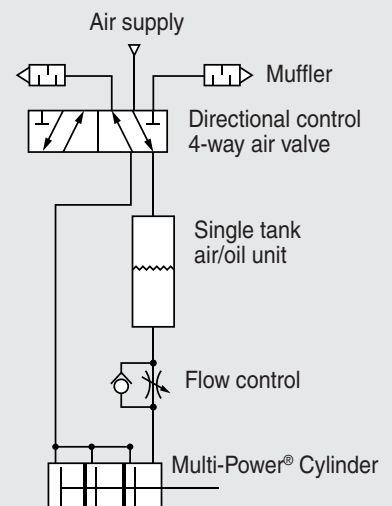 Air supply
Muffler
Directional control
4-way air valve
Single tank
air/oil unit
Flow control
Multi-Power® Cylinder